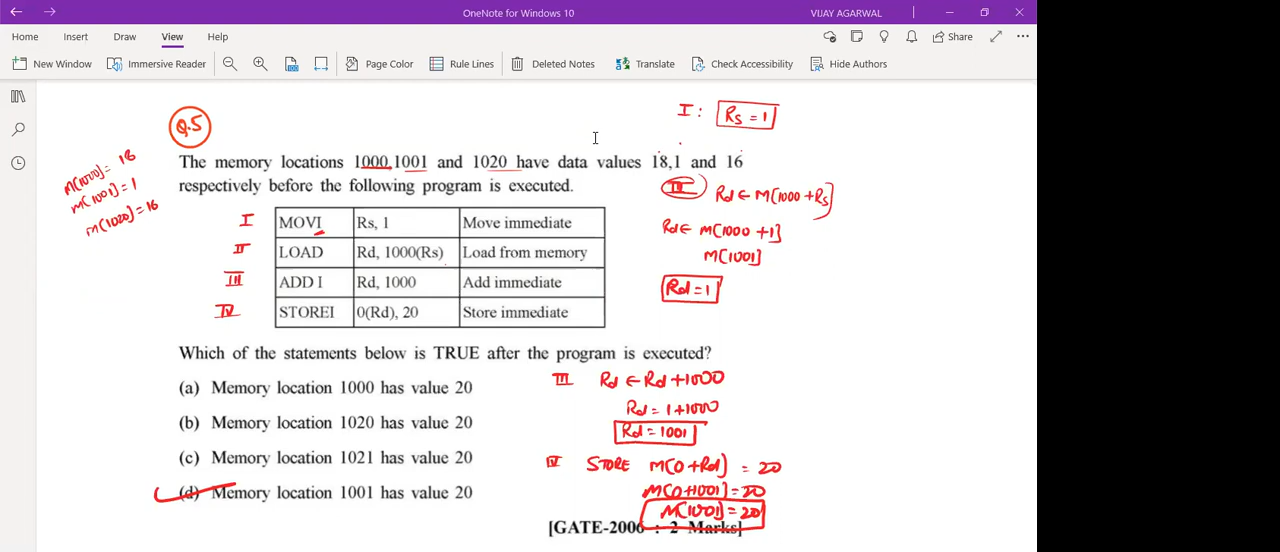 OneNote for Windows 10
VIJAY AGARWAL
Home Insert Draw View Help
Share
New Window Immersive Reader Page Color Rule Lines Deleted Notes Translate Check Accessibility Hide Authors
Q.5
I: Rs = 1
The memory locations 1000, 1001 and 1020 have data values 18,1 and 16
respectively before the following program is executed.
M(1000) = 18
M(1001) = 1
M(1020) = 16
I MOVI Rs, 1 Move immediate
II LOAD Rd, 1000(Rs) Load from memory
III ADD I Rd, 1000 Add immediate
IV STOREI 0(Rd), 20 Store immediate
II Rd ← M[1000 + Rs]
Rd ← M[1000 + 1]
M[1001]
Rd = 1
Which of the statements below is TRUE after the program is executed?
(a) Memory location 1000 has value 20
(b) Memory location 1020 has value 20
(c) Memory location 1021 has value 20
(d) Memory location 1001 has value 20
III Rd ← Rd + 1000
Rd = 1 + 1000
Rd = 1001
IV STORE M[0 + Rd] = 20
M[0 + 1001] = 20
M[1001] = 20
[GATE-2006 : 2 Marks]